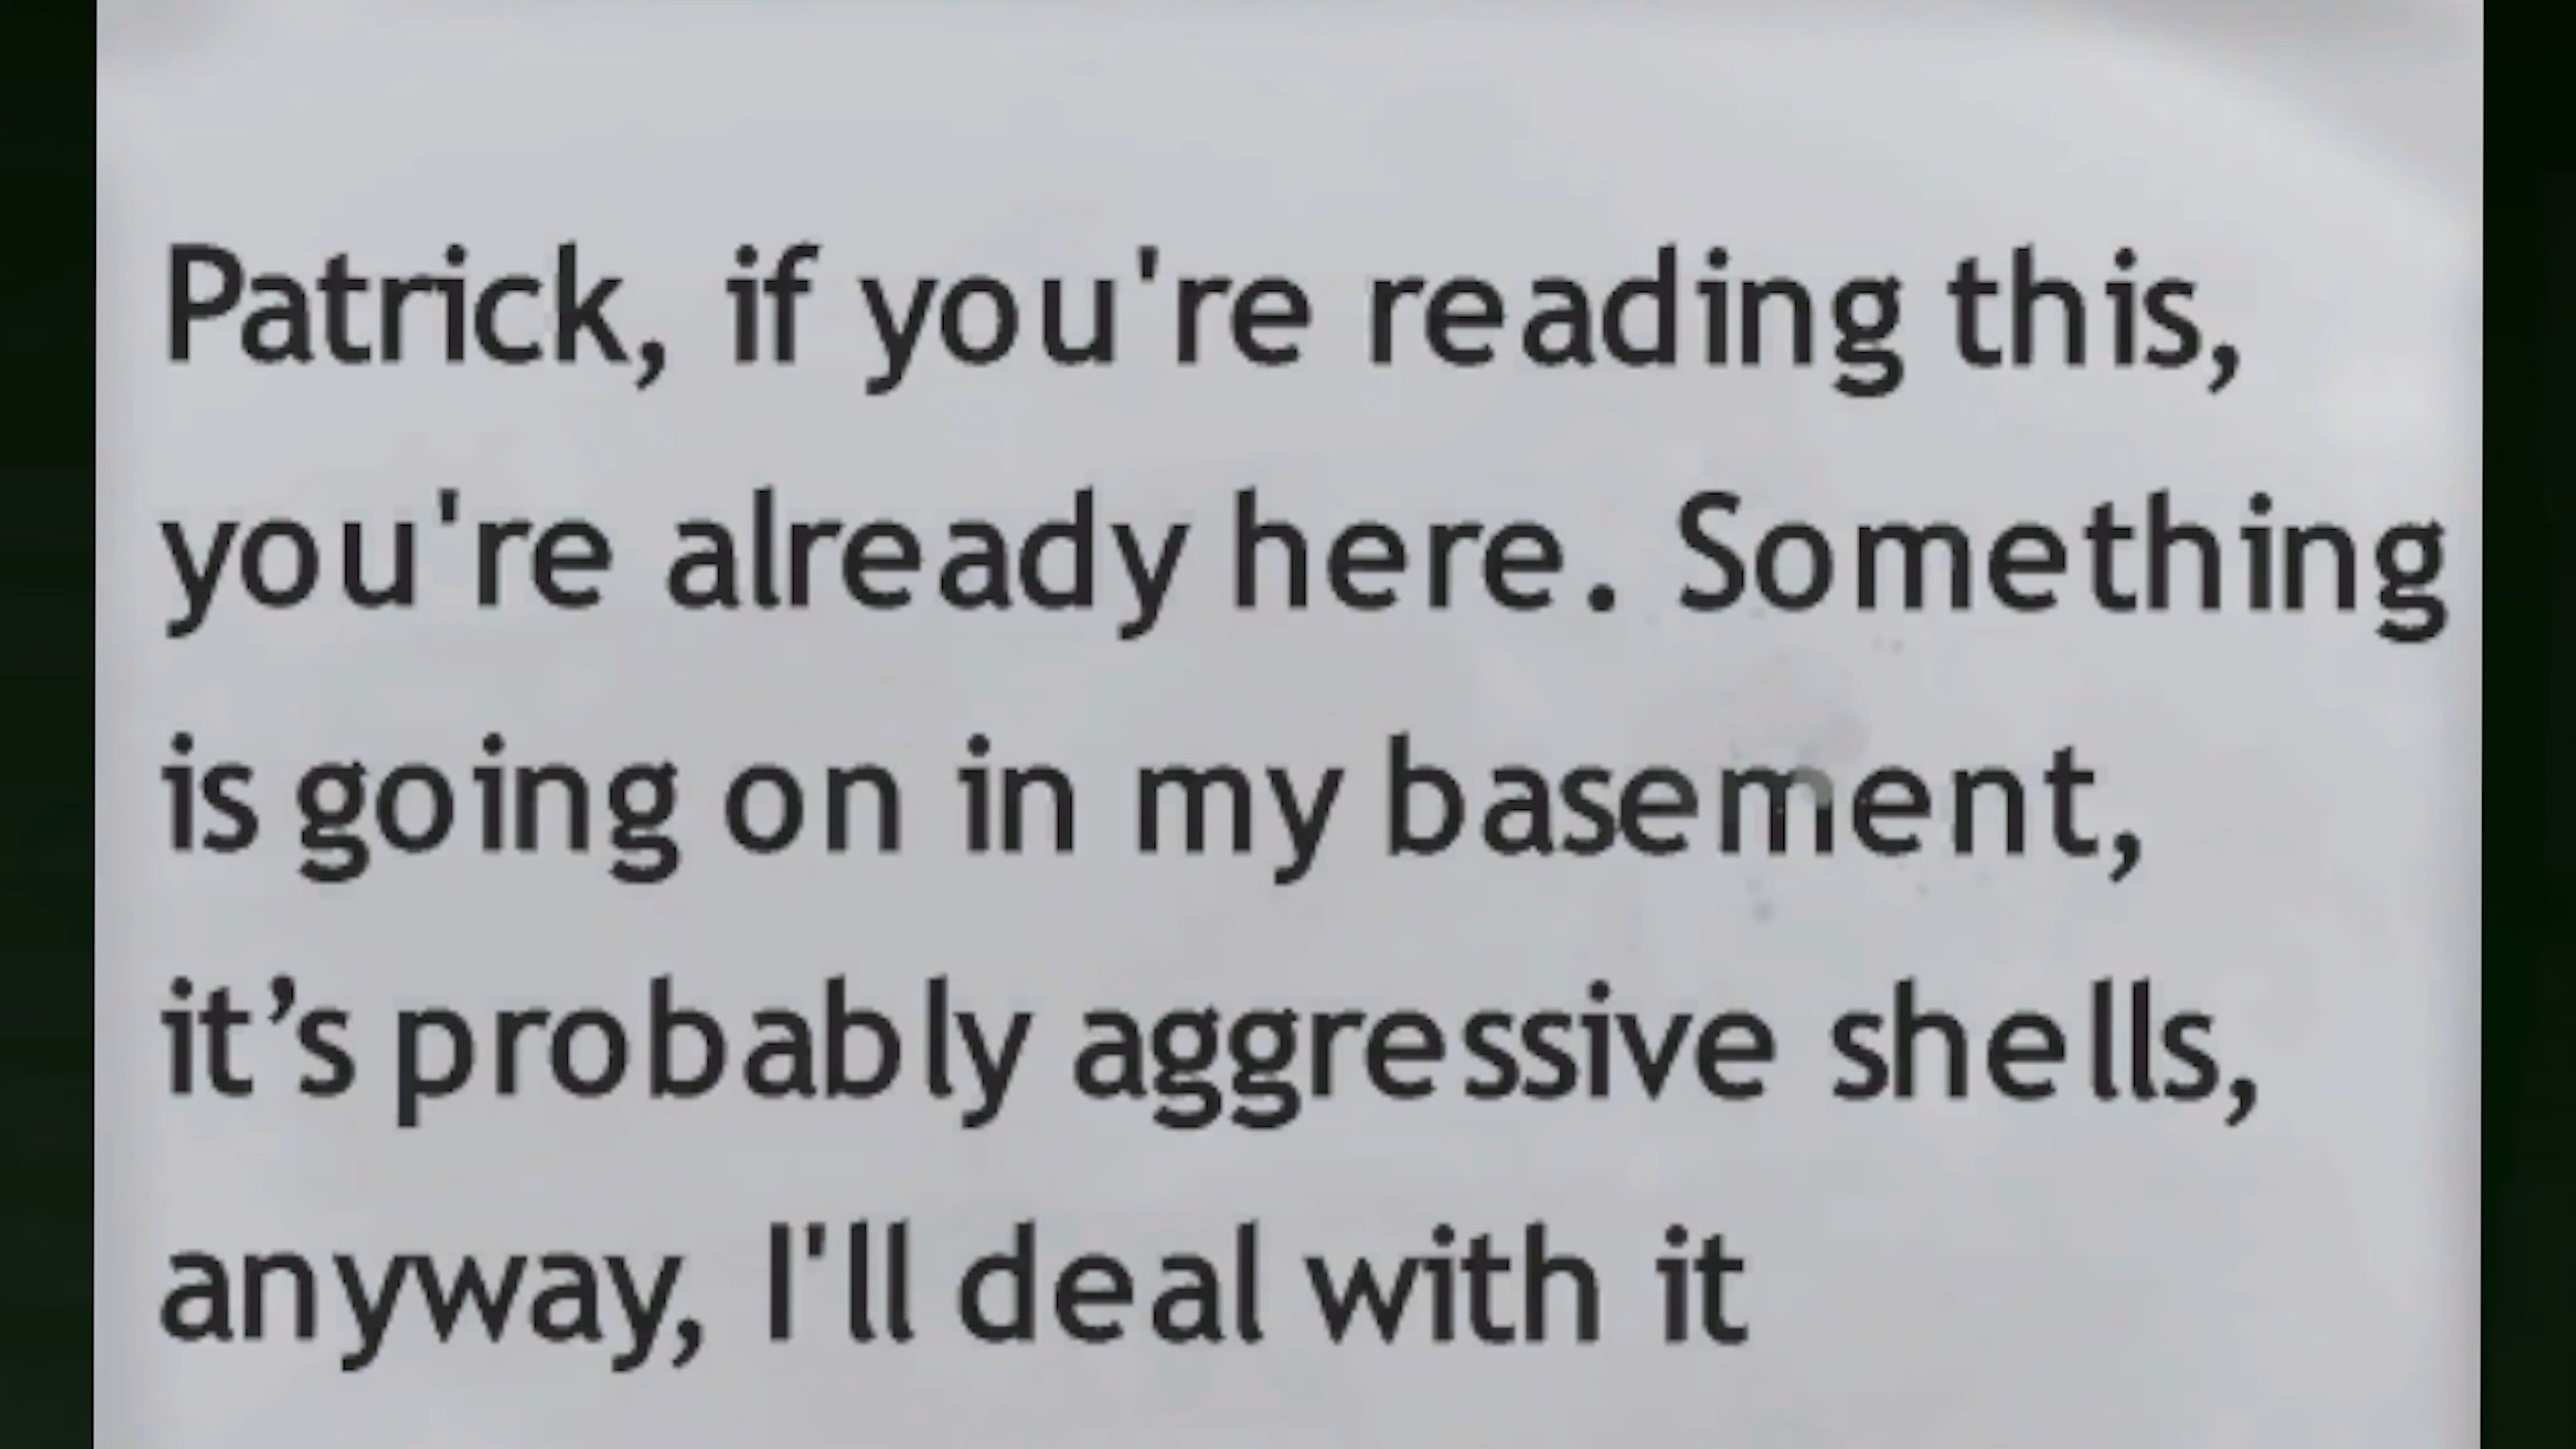 Patrick, if you're reading this,
you're already here. Something
is going on in my basement,
it’s probably aggressive shells,
anyway, I'll deal with it